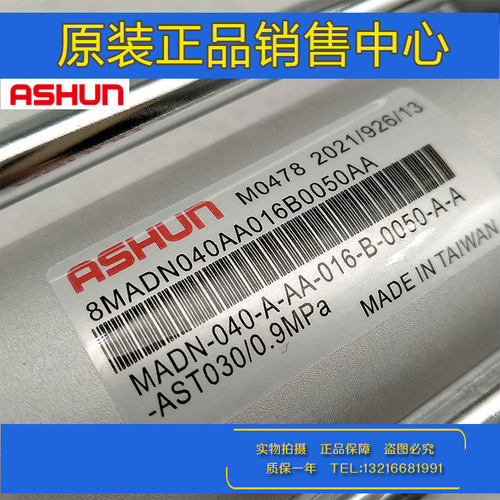 原装正品销售中心
ASHUN
ASHUN M0478 2021/926/13
8MADN040AA016B0050AA
MADN-040-A-AA-016-B-0050-A-A
-AST030/0.9MPa
MADE IN TAIWAN
实物拍摄 正品保障 盗图必究
质保一年 TEL:13216681991